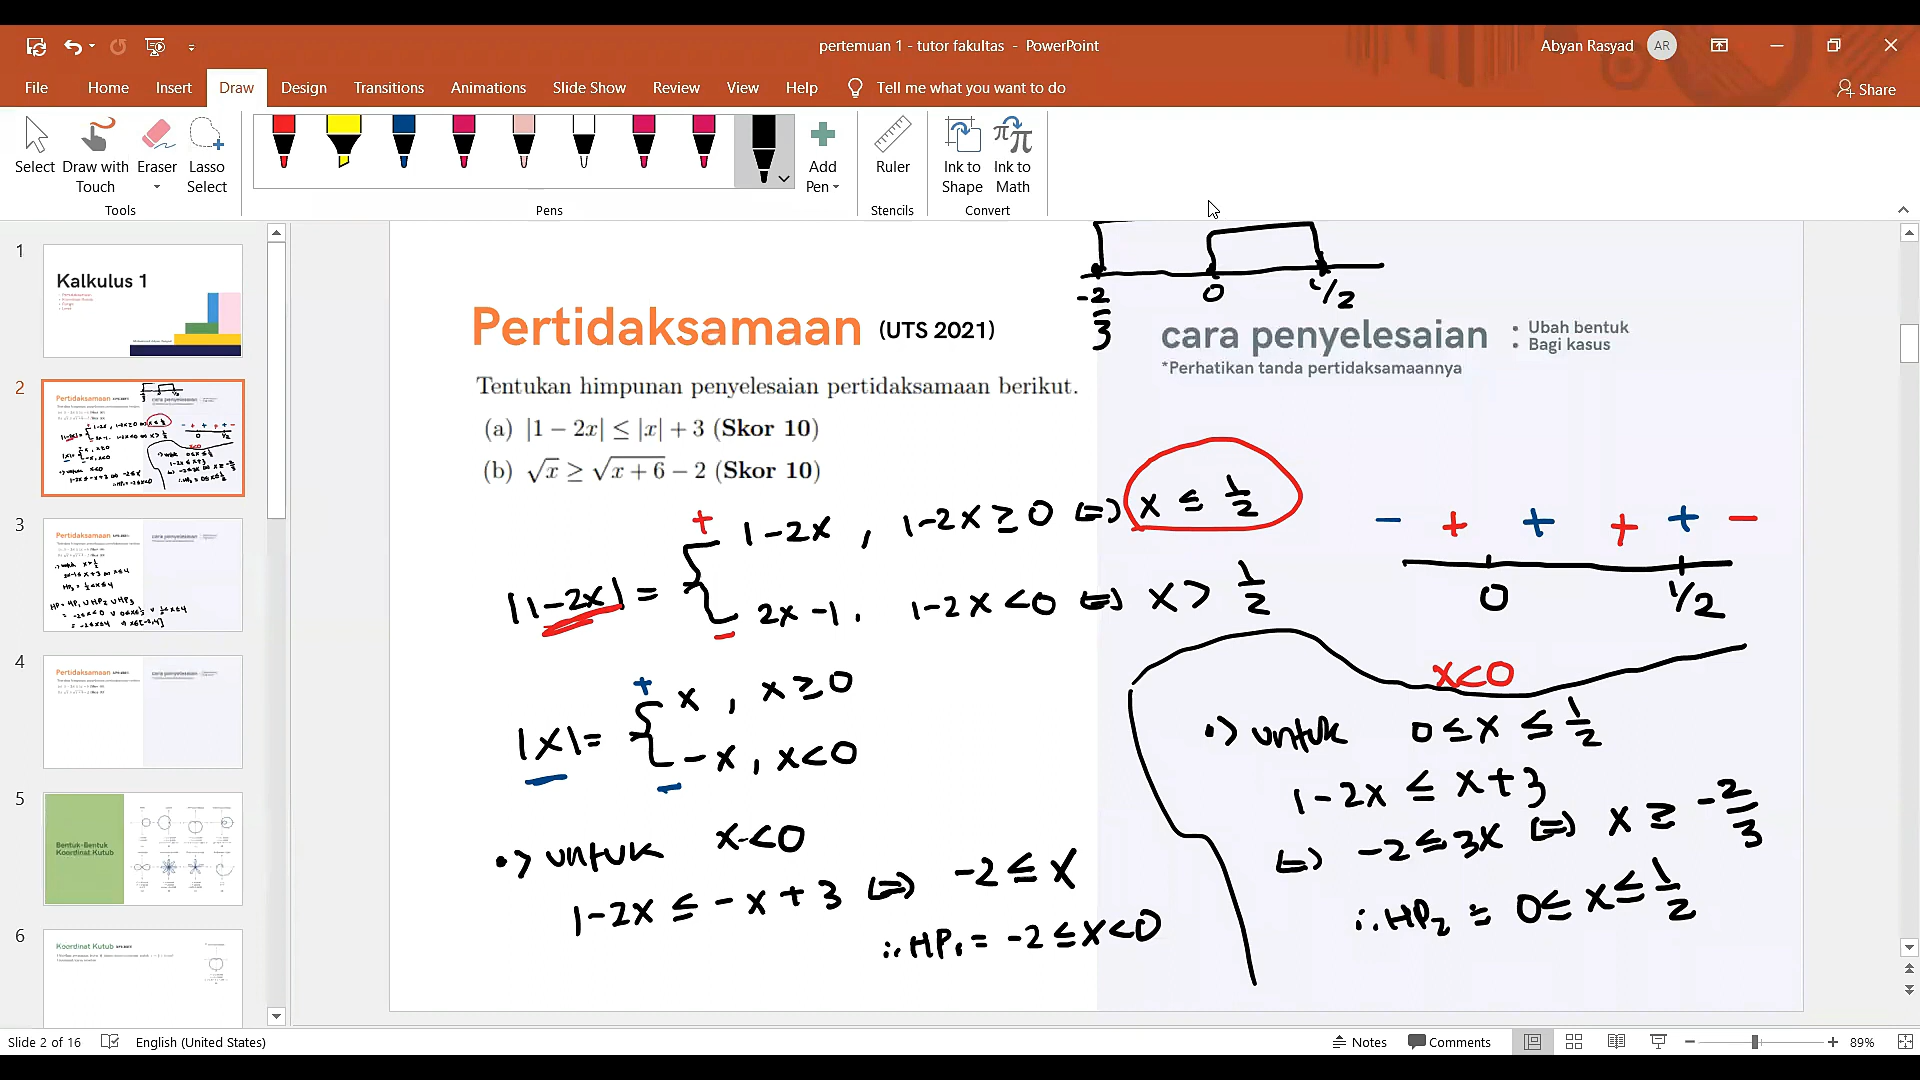 pertemuan 1 - tutor fakultas - PowerPoint
Abyan Rasyad
AR
File Home Insert Draw Design Transitions Animations Slide Show Review View Help Tell me what you want to do
Share
Select
Draw with Touch
Eraser
Lasso Select
Add Pen
Ruler
Ink to Shape
Ink to Math
Tools
Pens
Stencils
Convert
1
Kalkulus 1
2
3
4
5
Bentuk-Bentuk Koordinat Kutub
6
Koordinat Kutub
-2/3 0 1/2
Pertidaksamaan (UTS 2021)
cara penyelesaian
• Ubah bentuk
• Bagi kasus
*Perhatikan tanda pertidaksamaannya
Tentukan himpunan penyelesaian pertidaksamaan berikut.
(a) |1 − 2x| ≤ |x| + 3 (Skor 10)
(b) √x ≥ √(x + 6) − 2 (Skor 10)
|1-2x| = { + 1-2x , 1-2x ≥ 0 ⇔ x ≤ 1/2
− 2x-1 , 1-2x < 0 ⇔ x > 1/2
− + + + + −
0 1/2
|x| = { + x , x ≥ 0
− -x , x < 0
•) untuk x < 0
1-2x ≤ -x+3 ⇔ -2 ≤ x
∴ HP₁ = -2 ≤ x < 0
x<0
•) untuk 0 ≤ x ≤ 1/2
1-2x ≤ x+3
⇔ -2 ≤ 3x ⇔ x ≥ -2/3
∴ HP₂ = 0 ≤ x ≤ 1/2
Slide 2 of 16
English (United States)
Notes
Comments
89%